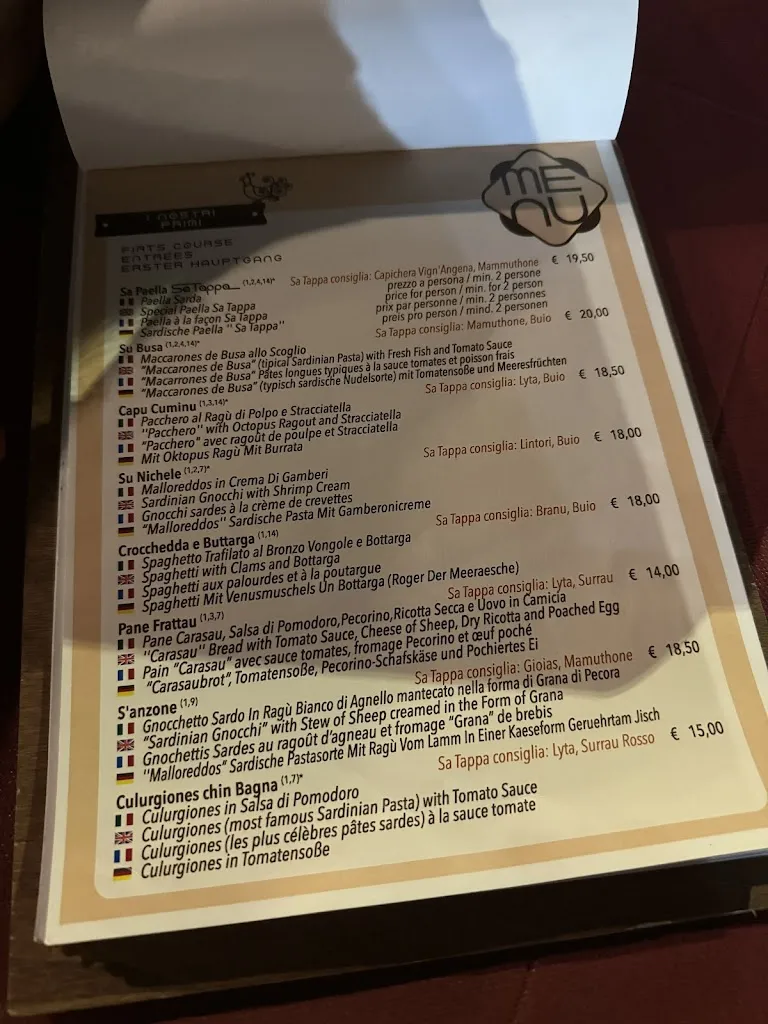 ME
nu
I NOSTRI
PRIMI
FIRTS COURSE
ENTREES
ERSTER HAUPTGANG
Sa Paella Sa Tappa (1,2,4,14)* Sa Tappa consiglia: Capichera Vign'Angena, Mammuthone € 19,50
Paella Sarda prezzo a persona / min. 2 persone
Special Paella Sa Tappa price for person / min. for 2 person
Paella à la façon Sa Tappa prix par personne / min. 2 personnes
Sardische Paella "Sa Tappa" preis pro person / mind. 2 personen
Su Busa (1,2,4,14)* Sa Tappa consiglia: Mamuthone, Buio € 20,00
Maccarones de Busa allo Scoglio
"Maccarones de Busa" (tipical Sardinian Pasta) with Fresh Fish and Tomato Sauce
"Macarrones de Busa" Pâtes longues typiques à la sauce tomates et poisson frais
"Maccarones de Busa" (typisch sardische Nudelsorte) mit Tomatensoße und Meeresfrüchten
Capu Cuminu (1,3,14)* Sa Tappa consiglia: Lyta, Buio € 18,50
Pacchero al Ragù di Polpo e Stracciatella
"Pacchero" with Octopus Ragout and Stracciatella
"Pacchero" avec ragoût de poulpe et Stracciatella
Mit Oktopus Ragù Mit Burrata
Su Nichele (1,2,7)* Sa Tappa consiglia: Lintori, Buio € 18,00
Malloreddos in Crema Di Gamberi
Sardinian Gnocchi with Shrimp Cream
Gnocchi sardes à la crème de crevettes
"Malloreddos" Sardische Pasta Mit Gamberonicreme
Crocchedda e Buttarga (1,14) Sa Tappa consiglia: Branu, Buio € 18,00
Spaghetto Trafilato al Bronzo Vongole e Bottarga
Spaghetti with Clams and Bottarga
Spaghetti aux palourdes et à la poutargue
Spaghetti Mit Venusmuschels Un Bottarga (Roger Der Meeraesche)
Pane Frattau (1,3,7) Sa Tappa consiglia: Lyta, Surrau € 14,00
Pane Carasau, Salsa di Pomodoro,Pecorino,Ricotta Secca e Uovo in Camicia
"Carasau" Bread with Tomato Sauce, Cheese of Sheep, Dry Ricotta and Poached Egg
Pain "Carasau" avec sauce tomates, fromage Pecorino et œuf poché
"Carasaubrot", Tomatensoße, Pecorino-Schafskäse und Pochiertes Ei
S'anzone (1,9) Sa Tappa consiglia: Gioias, Mamuthone € 18,50
Gnocchetto Sardo In Ragù Bianco di Agnello mantecato nella forma di Grana di Pecora
"Sardinian Gnocchi" with Stew of Sheep creamed in the Form of Grana
Gnochettis Sardes au ragoût d'agneau et fromage "Grana" de brebis
"Malloreddos" Sardische Pastasorte Mit Ragù Vom Lamm In Einer Kaeseform Geruehrtam Jisch
Culurgiones chin Bagna (1,7)* Sa Tappa consiglia: Lyta, Surrau Rosso € 15,00
Culurgiones in Salsa di Pomodoro
Culurgiones (most famous Sardinian Pasta) with Tomato Sauce
Culurgiones (les plus célèbres pâtes sardes) à la sauce tomate
Culurgiones in Tomatensoße